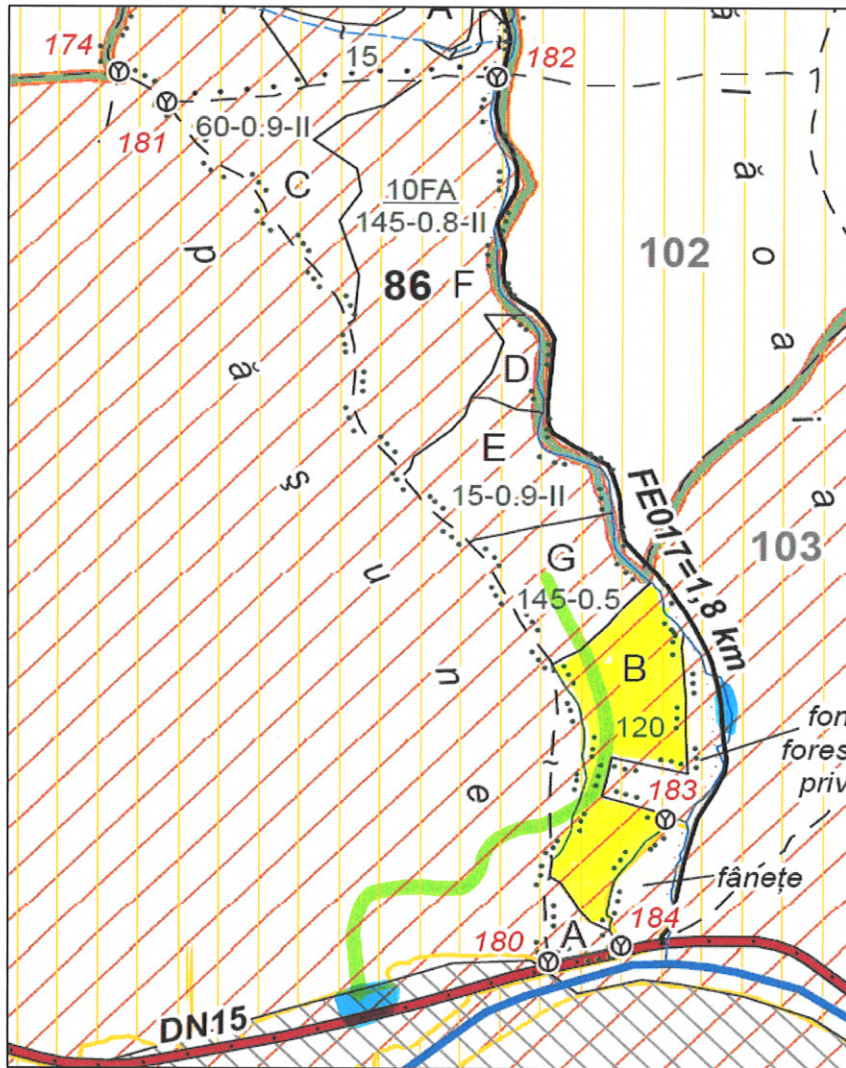 A
174
15
182
181
60-0.9-II
C
10FA
145-0.8-II
86 F
102
D
E
15-0.9-II
G
145-0.5
FE017=1,8 km
103
B
120
fon
fores
priv
183
fânețe
184
180
A
DN15
p ă ș u n e
ă l ă o a i a